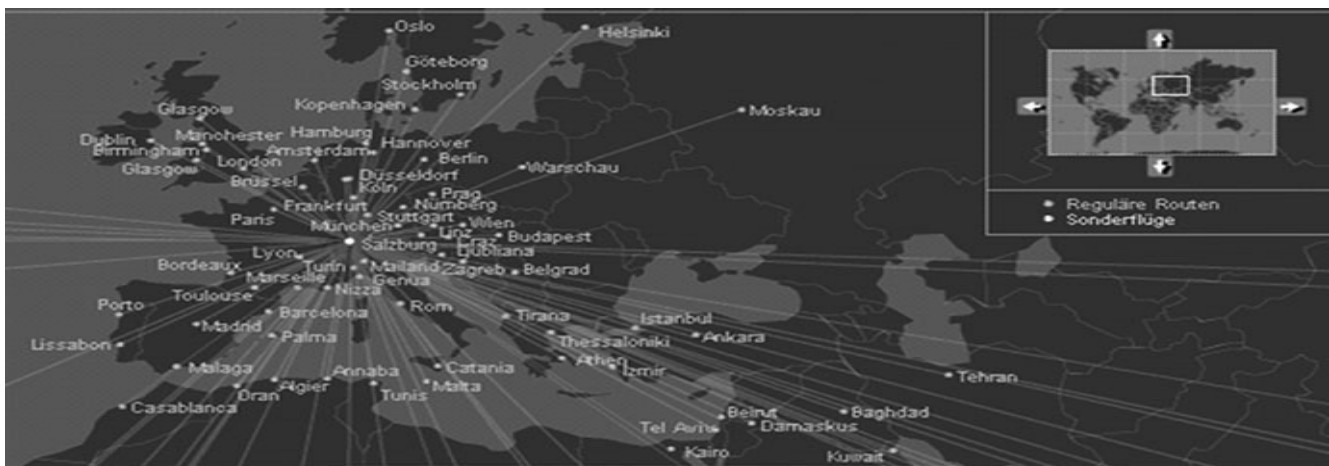 Oslo
Helsinki
Göteborg
Stockholm
Kopenhagen
Glasgow
Moskau
Dublin
Manchester
Hamburg
Hannover
Birmingham
Amsterdam
Berlin
Glasgow
London
Warschau
Düsseldorf
Brüssel
Köln
Prag
Frankfurt
Nürnberg
Paris
Stuttgart
München
Wien
Linz
Budapest
Salzburg
Graz
Lyon
Ljubliana
Bordeaux
Turin
Mailand
Zagreb
Belgrad
Marseille
Genua
Toulouse
Nizza
Porto
Rom
Barcelona
Tirana
Istanbul
Madrid
Palma
Thessaloniki
Ankara
Lissabon
Athen
Izmir
Malaga
Catania
Annaba
Tehran
Oran
Algier
Tunis
Malta
Casablanca
Beirut
Baghdad
Tel Aviv
Damaskus
Kairo
Kuwait
Reguläre Routen
Sonderflüge